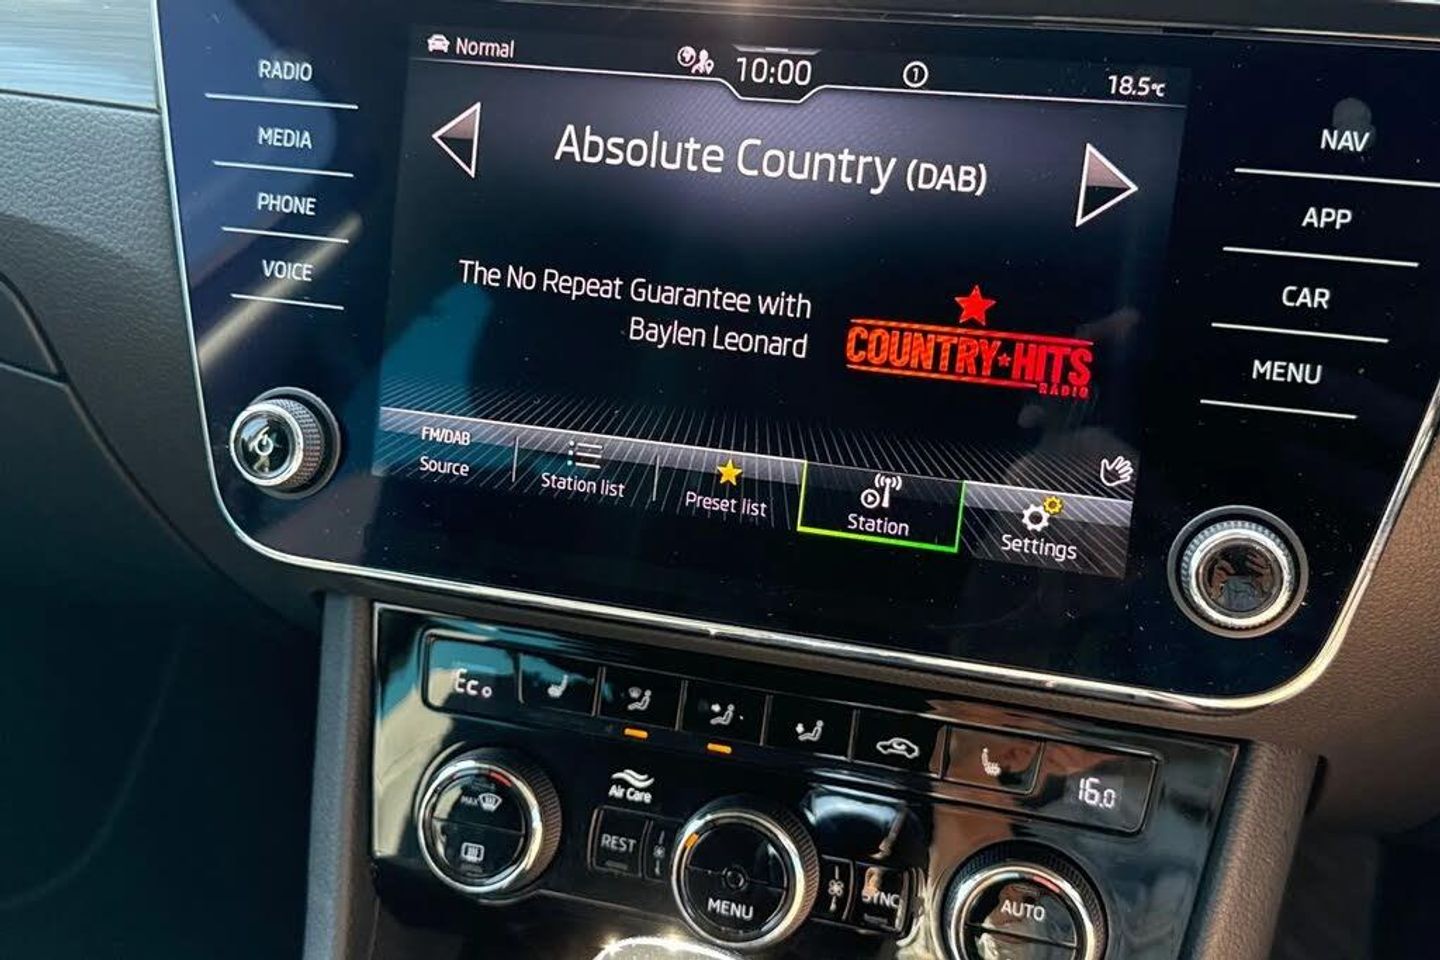 RADIO
MEDIA
PHONE
VOICE
Normal
10:00
1
18.5°C
Absolute Country (DAB)
The No Repeat Guarantee with
Baylen Leonard
COUNTRY★HITS
RADIO
FM/DAB
Source
Station list
Preset list
Station
Settings
NAV
APP
CAR
MENU
Eco
16.0
MAX
Air Care
REST
MENU
SYNC
AUTO